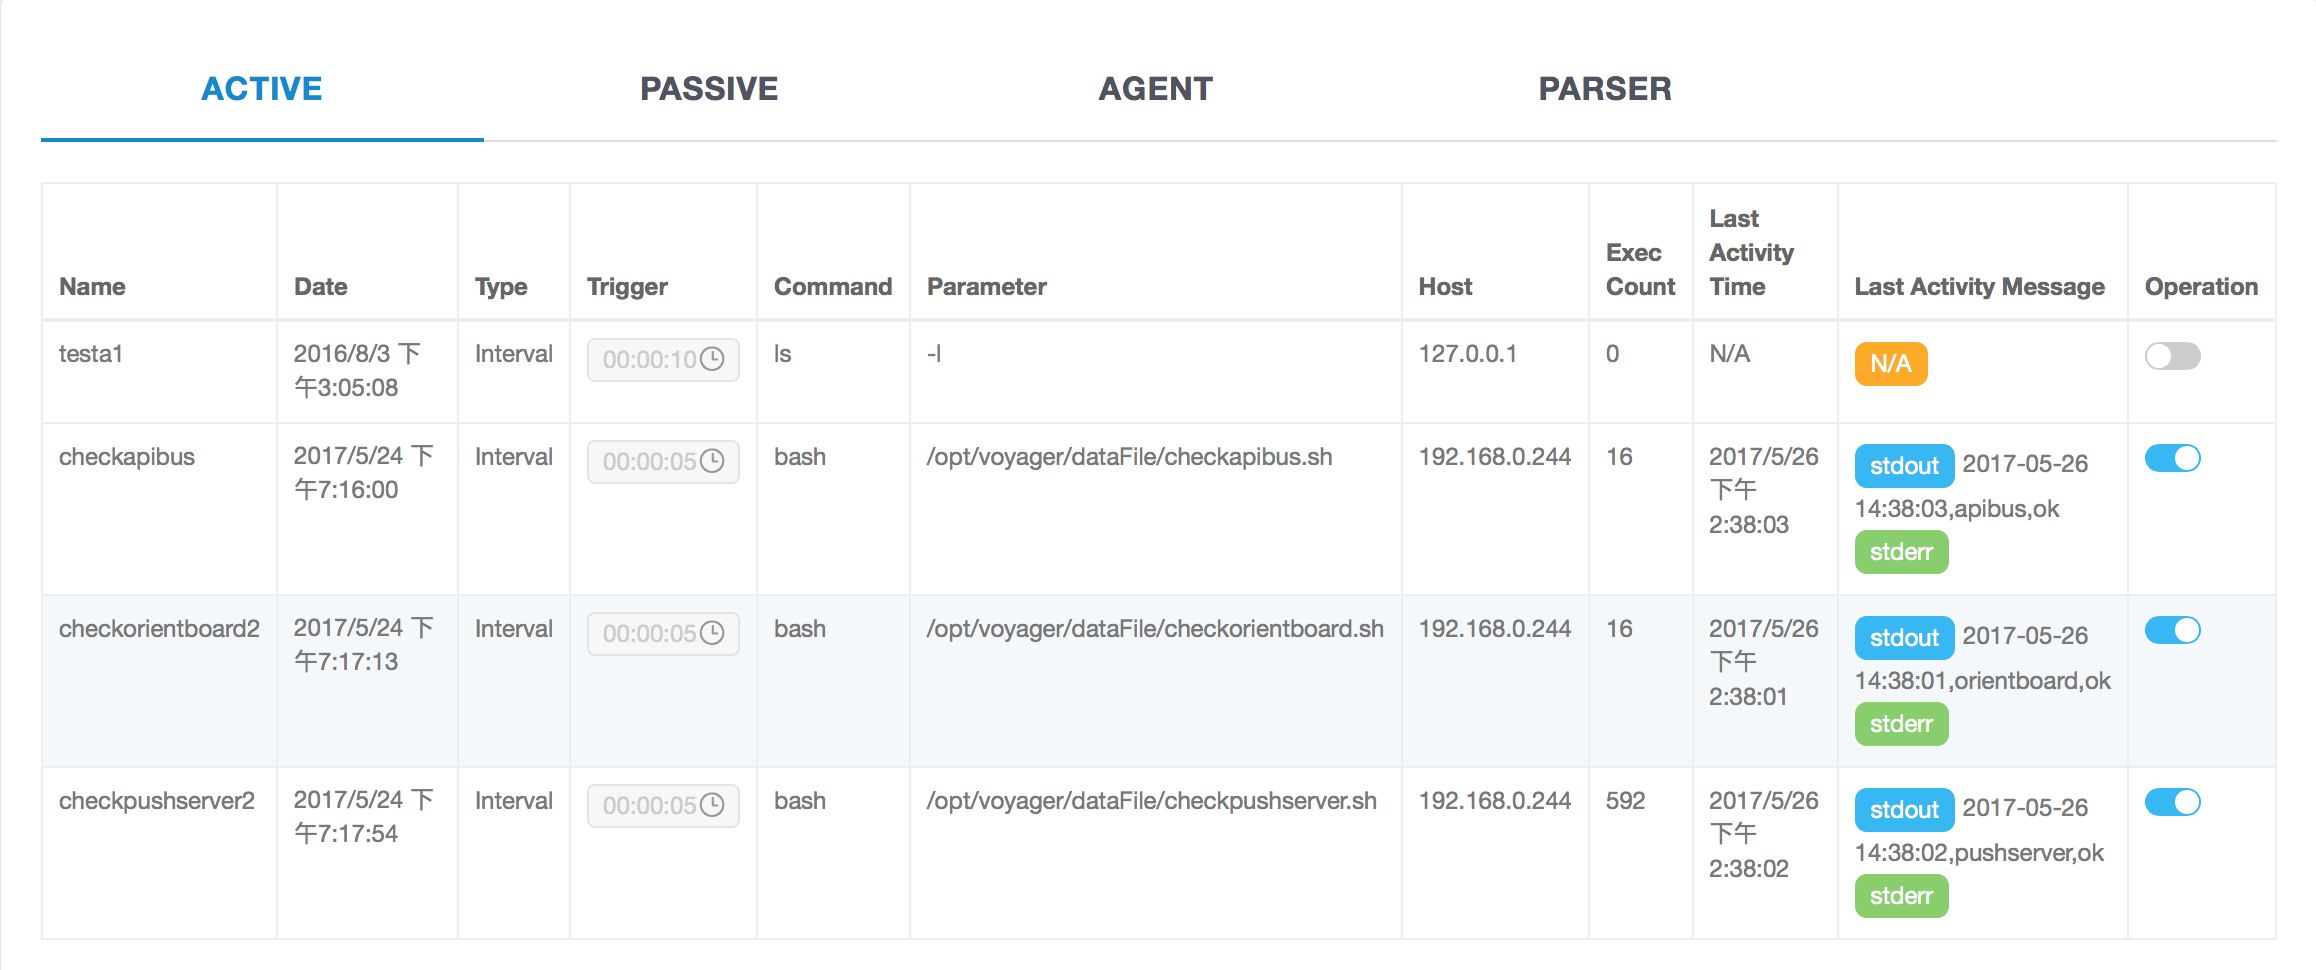 ACTIVE PASSIVE AGENT PARSER
Name Date Type Trigger Command Parameter Host Exec Count Last Activity Time Last Activity Message Operation
testa1
2016/8/3 下
午3:05:08
Interval
00:00:10
ls
-l
127.0.0.1
0
N/A
N/A
checkapibus
2017/5/24 下
午7:16:00
Interval
00:00:05
bash
/opt/voyager/dataFile/checkapibus.sh
192.168.0.244
16
2017/5/26
下午
2:38:03
stdout 2017-05-26
14:38:03,apibus,ok
stderr
checkorientboard2
2017/5/24 下
午7:17:13
Interval
00:00:05
bash
/opt/voyager/dataFile/checkorientboard.sh
192.168.0.244
16
2017/5/26
下午
2:38:01
stdout 2017-05-26
14:38:01,orientboard,ok
stderr
checkpushserver2
2017/5/24 下
午7:17:54
Interval
00:00:05
bash
/opt/voyager/dataFile/checkpushserver.sh
192.168.0.244
592
2017/5/26
下午
2:38:02
stdout 2017-05-26
14:38:02,pushserver,ok
stderr